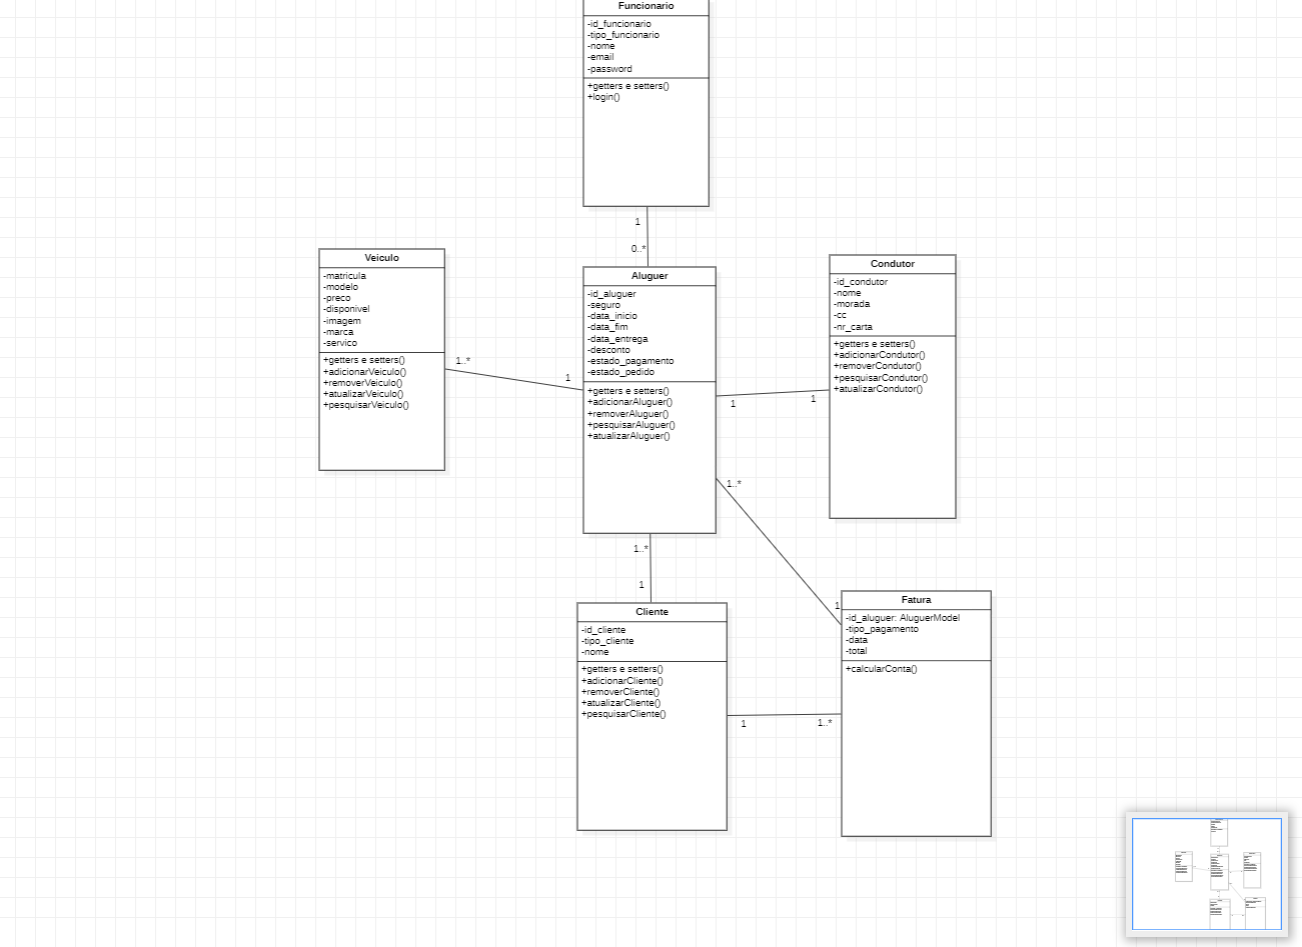 Funcionario
-id_funcionario
-tipo_funcionario
-nome
-email
-password
+getters e setters()
+login()
1
0..*
Veiculo
-matricula
-modelo
-preco
-disponivel
-imagem
-marca
-servico
+getters e setters()
+adicionarVeiculo()
+removerVeiculo()
+atualizarVeiculo()
+pesquisarVeiculo()
1..*
1
Aluguer
-id_aluguer
-seguro
-data_inicio
-data_fim
-data_entrega
-desconto
-estado_pagamento
-estado_pedido
+getters e setters()
+adicionarAluguer()
+removerAluguer()
+pesquisarAluguer()
+atualizarAluguer()
1
1
Condutor
-id_condutor
-nome
-morada
-cc
-nr_carta
+getters e setters()
+adicionarCondutor()
+removerCondutor()
+pesquisarCondutor()
+atualizarCondutor()
1..*
1
1..*
1
Cliente
-id_cliente
-tipo_cliente
-nome
+getters e setters()
+adicionarCliente()
+removerCliente()
+atualizarCliente()
+pesquisarCliente()
1
1..*
Fatura
-id_aluguer: AluguerModel
-tipo_pagamento
-data
-total
+calcularConta()